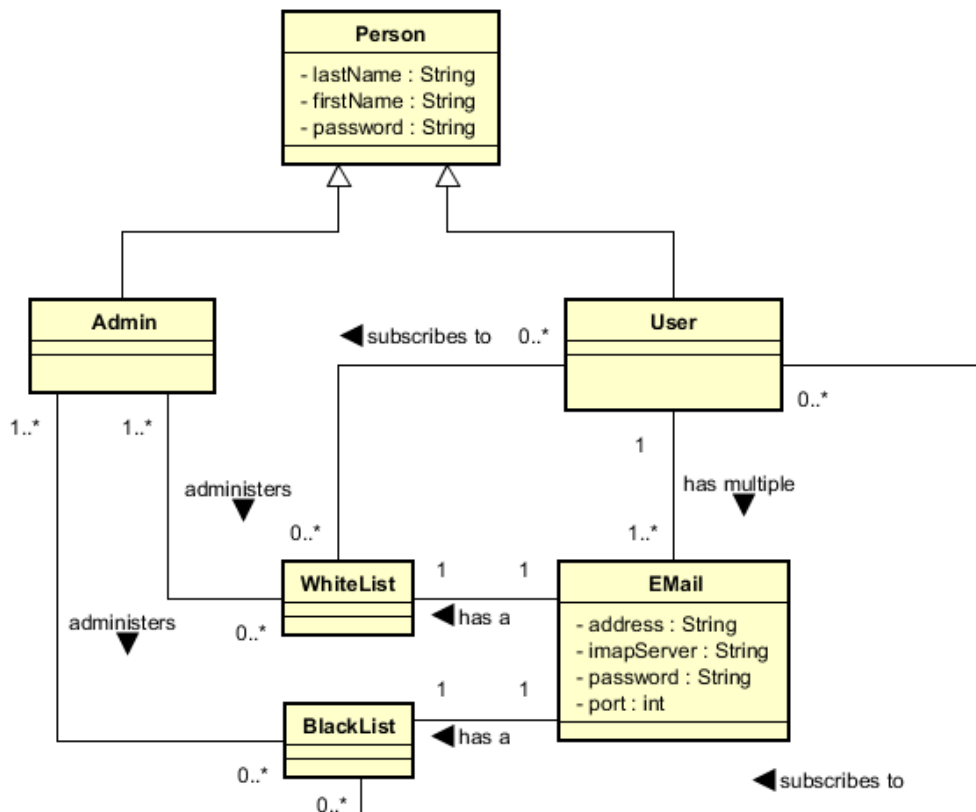 Person
- lastName : String
- firstName : String
- password : String
Admin
User
subscribes to
0..*
0..*
1..*
1..*
1
administers
has multiple
0..*
1..*
WhiteList
1
1
EMail
has a
administers
0..*
- address : String
- imapServer : String
- password : String
- port : int
BlackList
1
1
has a
0..*
subscribes to
0..*